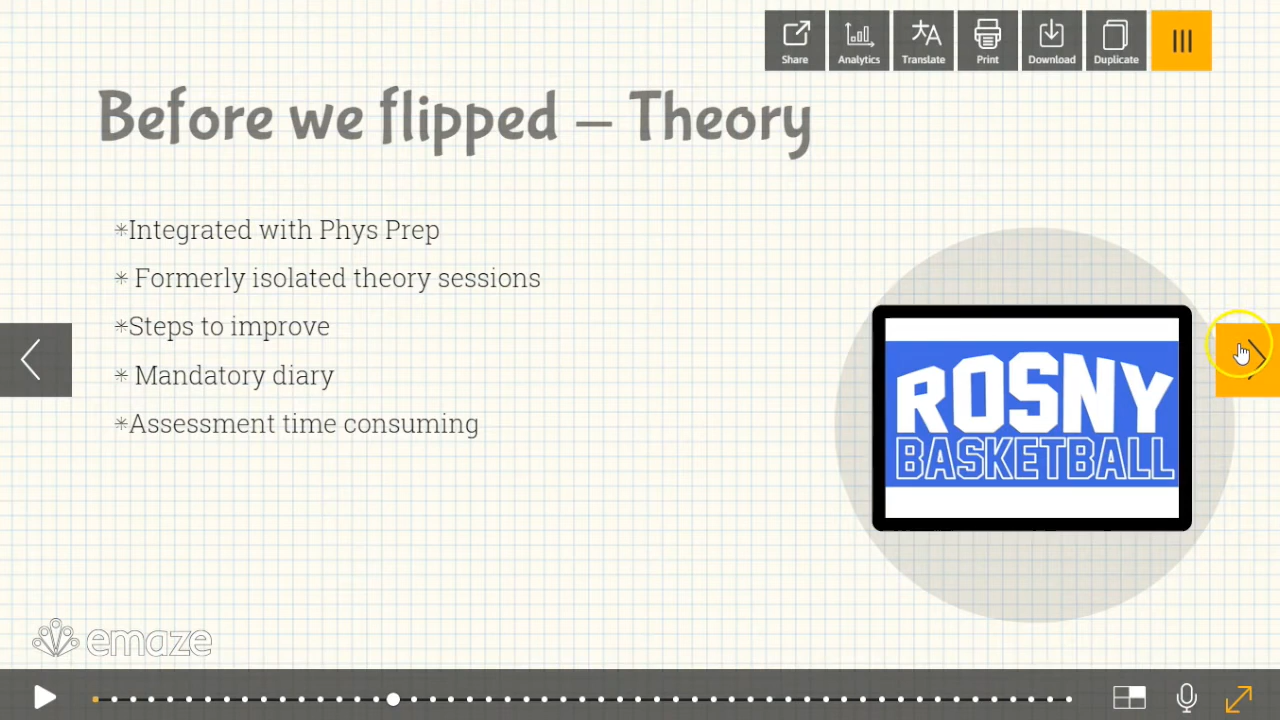 Share Analytics Translate Print Download Duplicate
Before we flipped – Theory
*Integrated with Phys Prep
* Formerly isolated theory sessions
*Steps to improve
* Mandatory diary
*Assessment time consuming
ROSNY
BASKETBALL
emaze